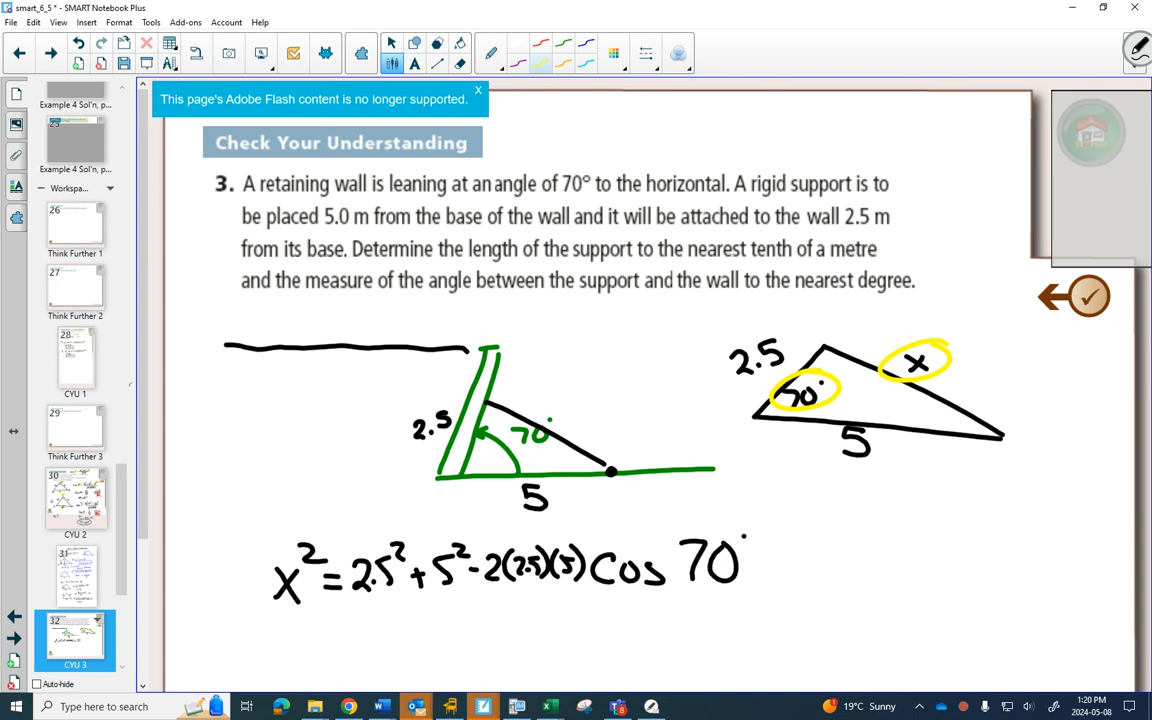 smart_6_5 * - SMART Notebook Plus
File Edit View Insert Format Tools Add-ons Account Help
This page's Adobe Flash content is no longer supported. X
Example 4 Sol'n, p...
25
Example 4 Sol'n, p...
Workspa...
26
Think Further 1
27
Think Further 2
28
CYU 1
29
Think Further 3
30
CYU 2
31
32
CYU 3
Auto-hide
Check Your Understanding
3. A retaining wall is leaning at an angle of 70° to the horizontal. A rigid support is to
be placed 5.0 m from the base of the wall and it will be attached to the wall 2.5 m
from its base. Determine the length of the support to the nearest tenth of a metre
and the measure of the angle between the support and the wall to the nearest degree.
2.5
70°
5
2.5
x
70°
5
x² = 2.5² + 5² - 2(2.5)(5) cos 70°
Type here to search
19°C Sunny
1:20 PM
2024-05-08